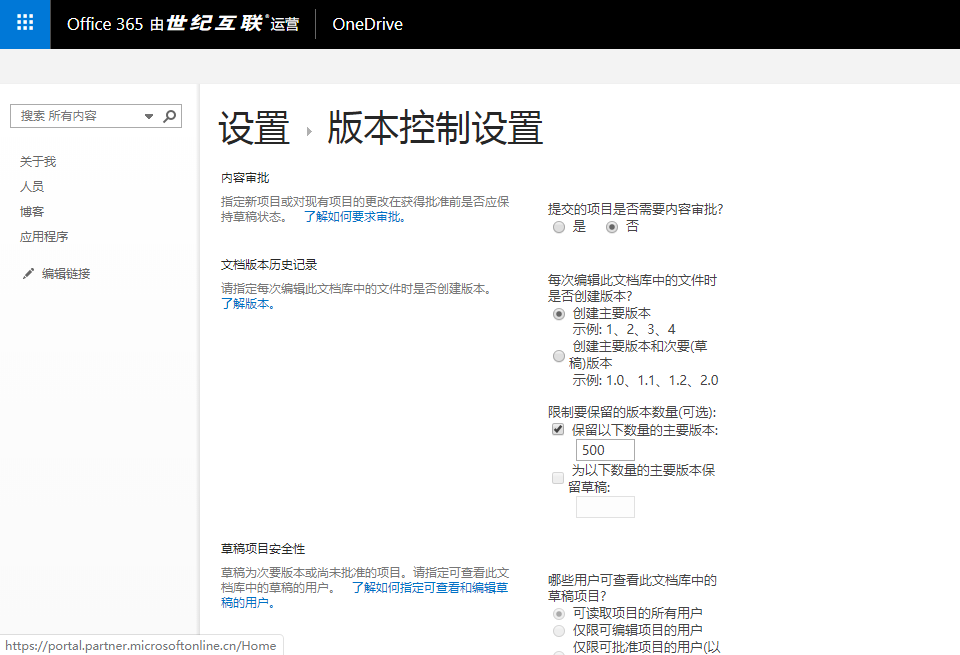 Office 365 由世纪互联运营 OneDrive
搜索 所有内容
关于我
人员
博客
应用程序
编辑链接
设置 版本控制设置
内容审批
指定新项目或对现有项目的更改在获得批准前是否应保
持草稿状态。 了解如何要求审批。
提交的项目是否需要内容审批?
是 否
文档版本历史记录
请指定每次编辑此文档库中的文件时是否创建版本。
了解版本。
每次编辑此文档库中的文件时
是否创建版本?
创建主要版本
示例: 1、2、3、4
创建主要版本和次要(草
稿)版本
示例: 1.0、1.1、1.2、2.0
限制要保留的版本数量(可选):
保留以下数量的主要版本:
500
为以下数量的主要版本保
留草稿:
草稿项目安全性
草稿为次要版本或尚未批准的项目。请指定可查看此文
档库中的草稿的用户。 了解如何指定可查看和编辑草
稿的用户。
哪些用户可查看此文档库中的
草稿项目?
可读取项目的所有用户
仅限可编辑项目的用户
仅限可批准项目的用户(以
https://portal.partner.microsoftonline.cn/Home